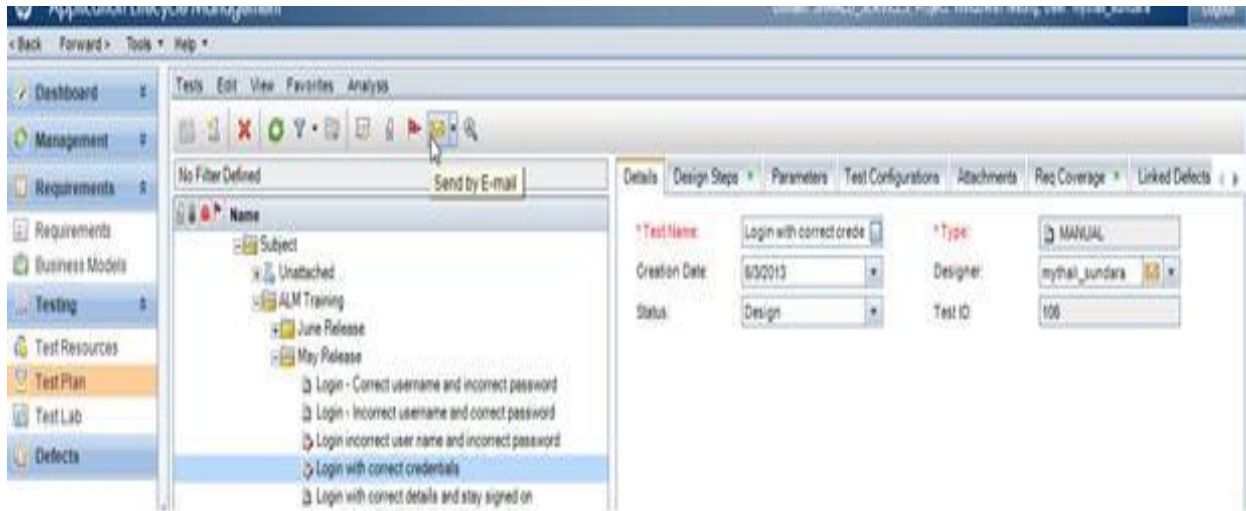 Application Lifecycle Management
<Back Forward> Tools Help
Dashboard
Management
Requirements
Requirements
Business Models
Testing
Test Resources
Test Plan
Test Lab
Defects
Tests Edit View Favorites Analysis
No Filter Defined
Send by E-mail
Name
Subject
Unattached
ALM Training
June Release
May Release
Login - Correct username and incorrect password
Login - Incorrect username and correct password
Login incorrect user name and incorrect password
Login with correct credentials
Login with correct details and stay signed on
Details Design Steps Parameters Test Configurations Attachments Req Coverage Linked Defects
*Test Name: Login with correct crede *Type: MANUAL
Creation Date: 6/3/2013 Designer: mythali_sundara
Status: Design Test ID: 106